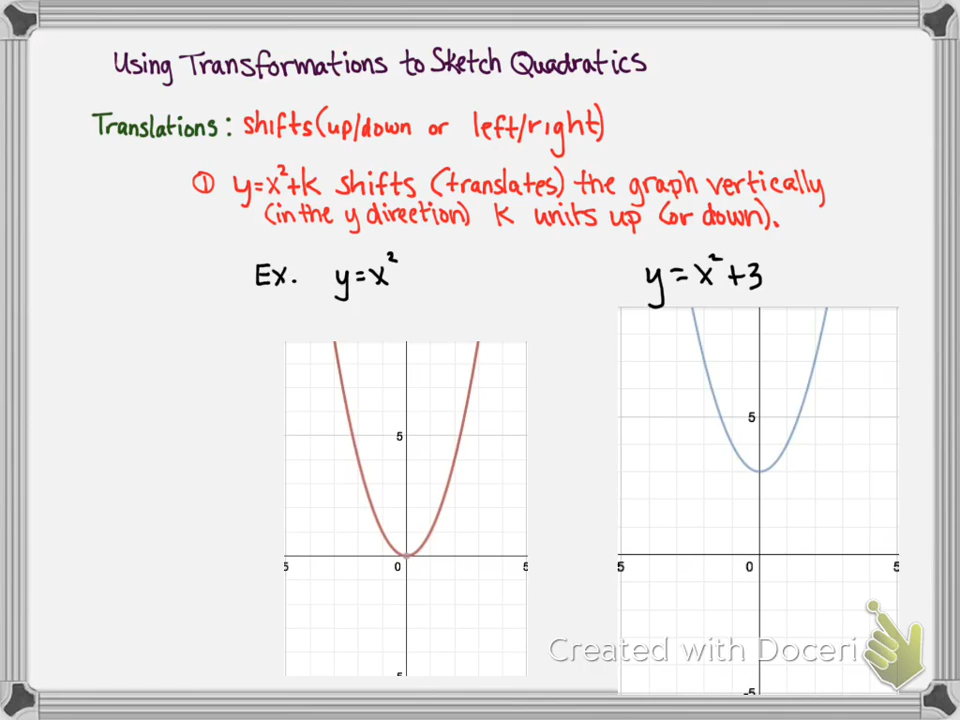 Using Transformations to Sketch Quadratics
Translations: shifts (up/down or left/right)
① y=x²+k shifts (translates) the graph vertically
(in the y direction) k units up (or down).
Ex. y=x² y=x²+3
5
5 0 5
5
5
5 0 5
-5
Created with Doceri